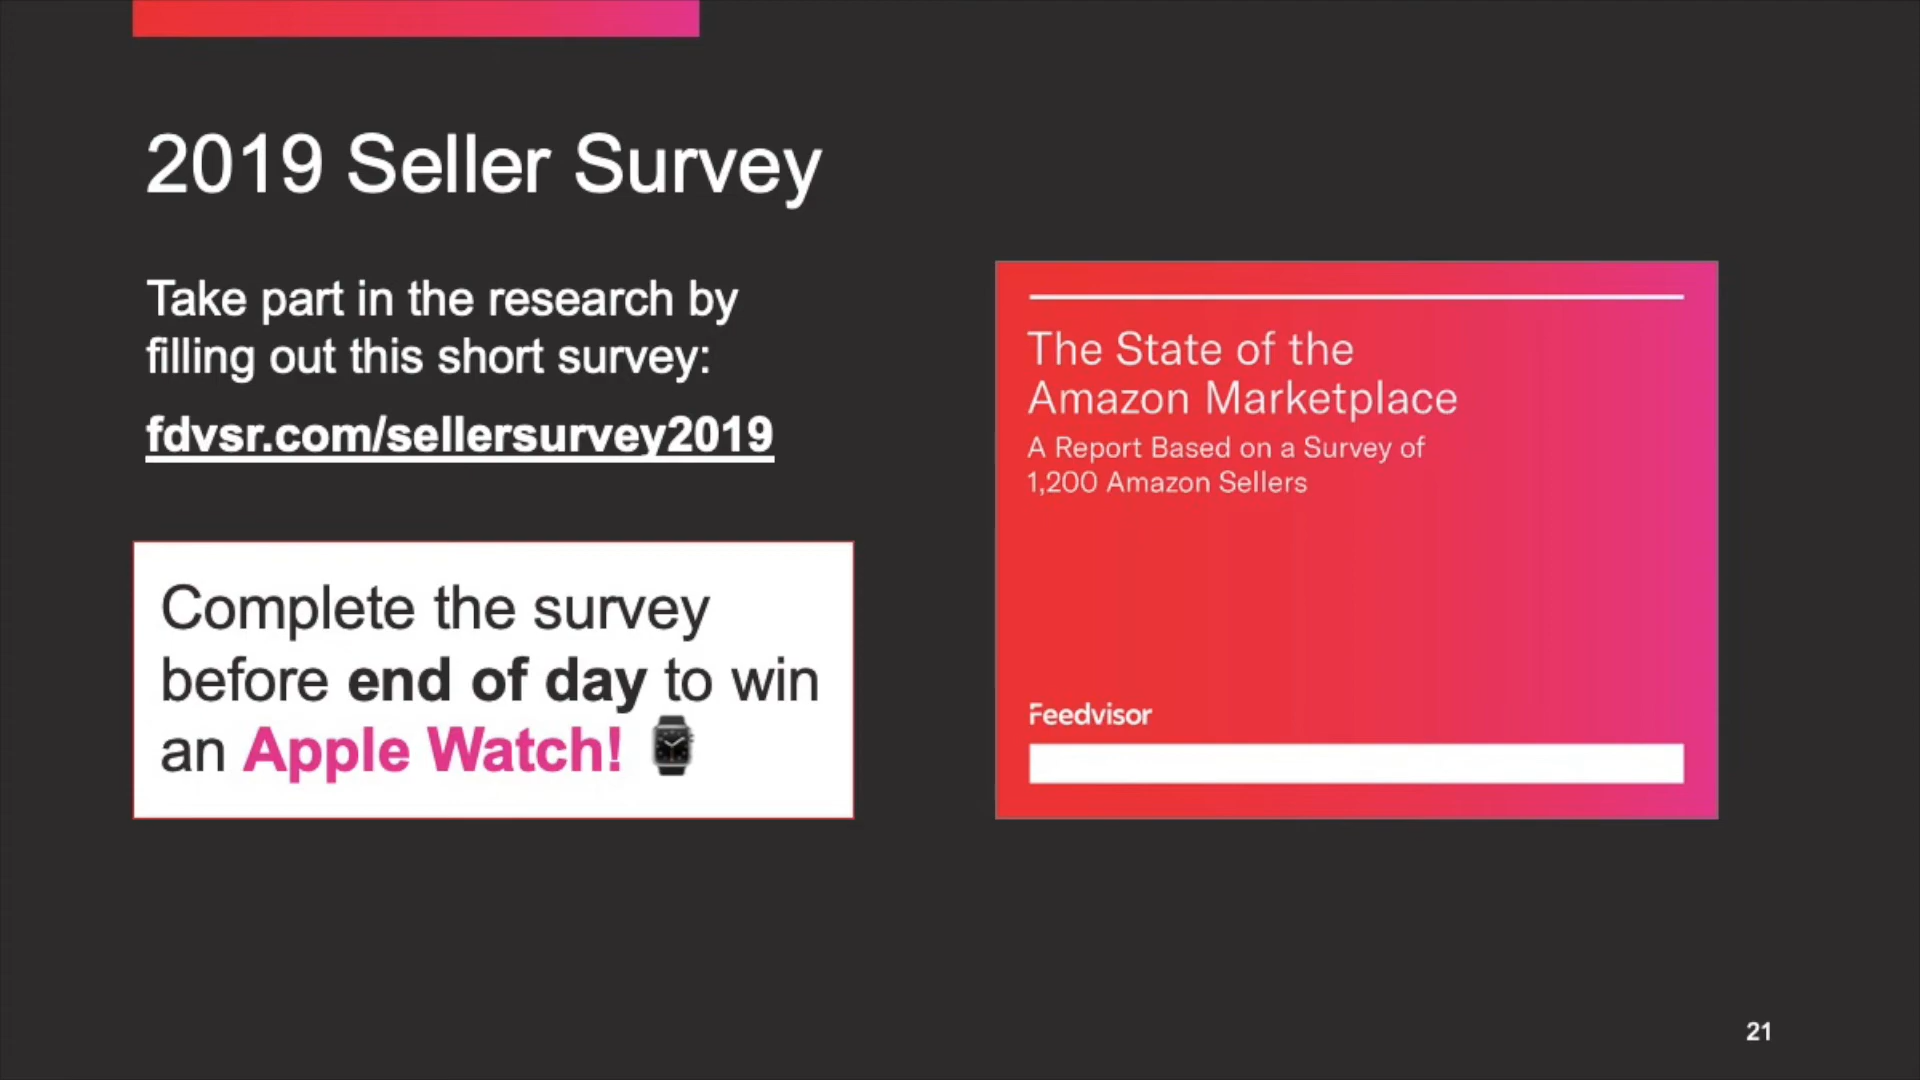 2019 Seller Survey
Take part in the research by
filling out this short survey:
fdvsr.com/sellersurvey2019
Complete the survey
before end of day to win
an Apple Watch!
The State of the
Amazon Marketplace
A Report Based on a Survey of
1,200 Amazon Sellers
Feedvisor
21